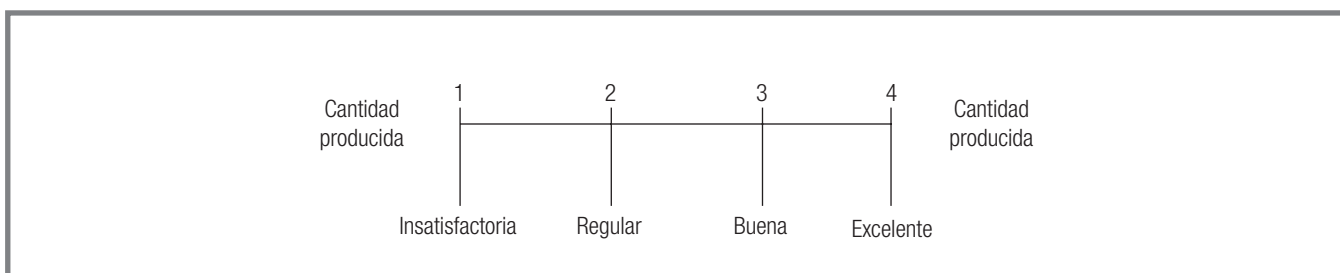 1 2 3 4
Cantidad
producida
Cantidad
producida
Insatisfactoria Regular Buena Excelente